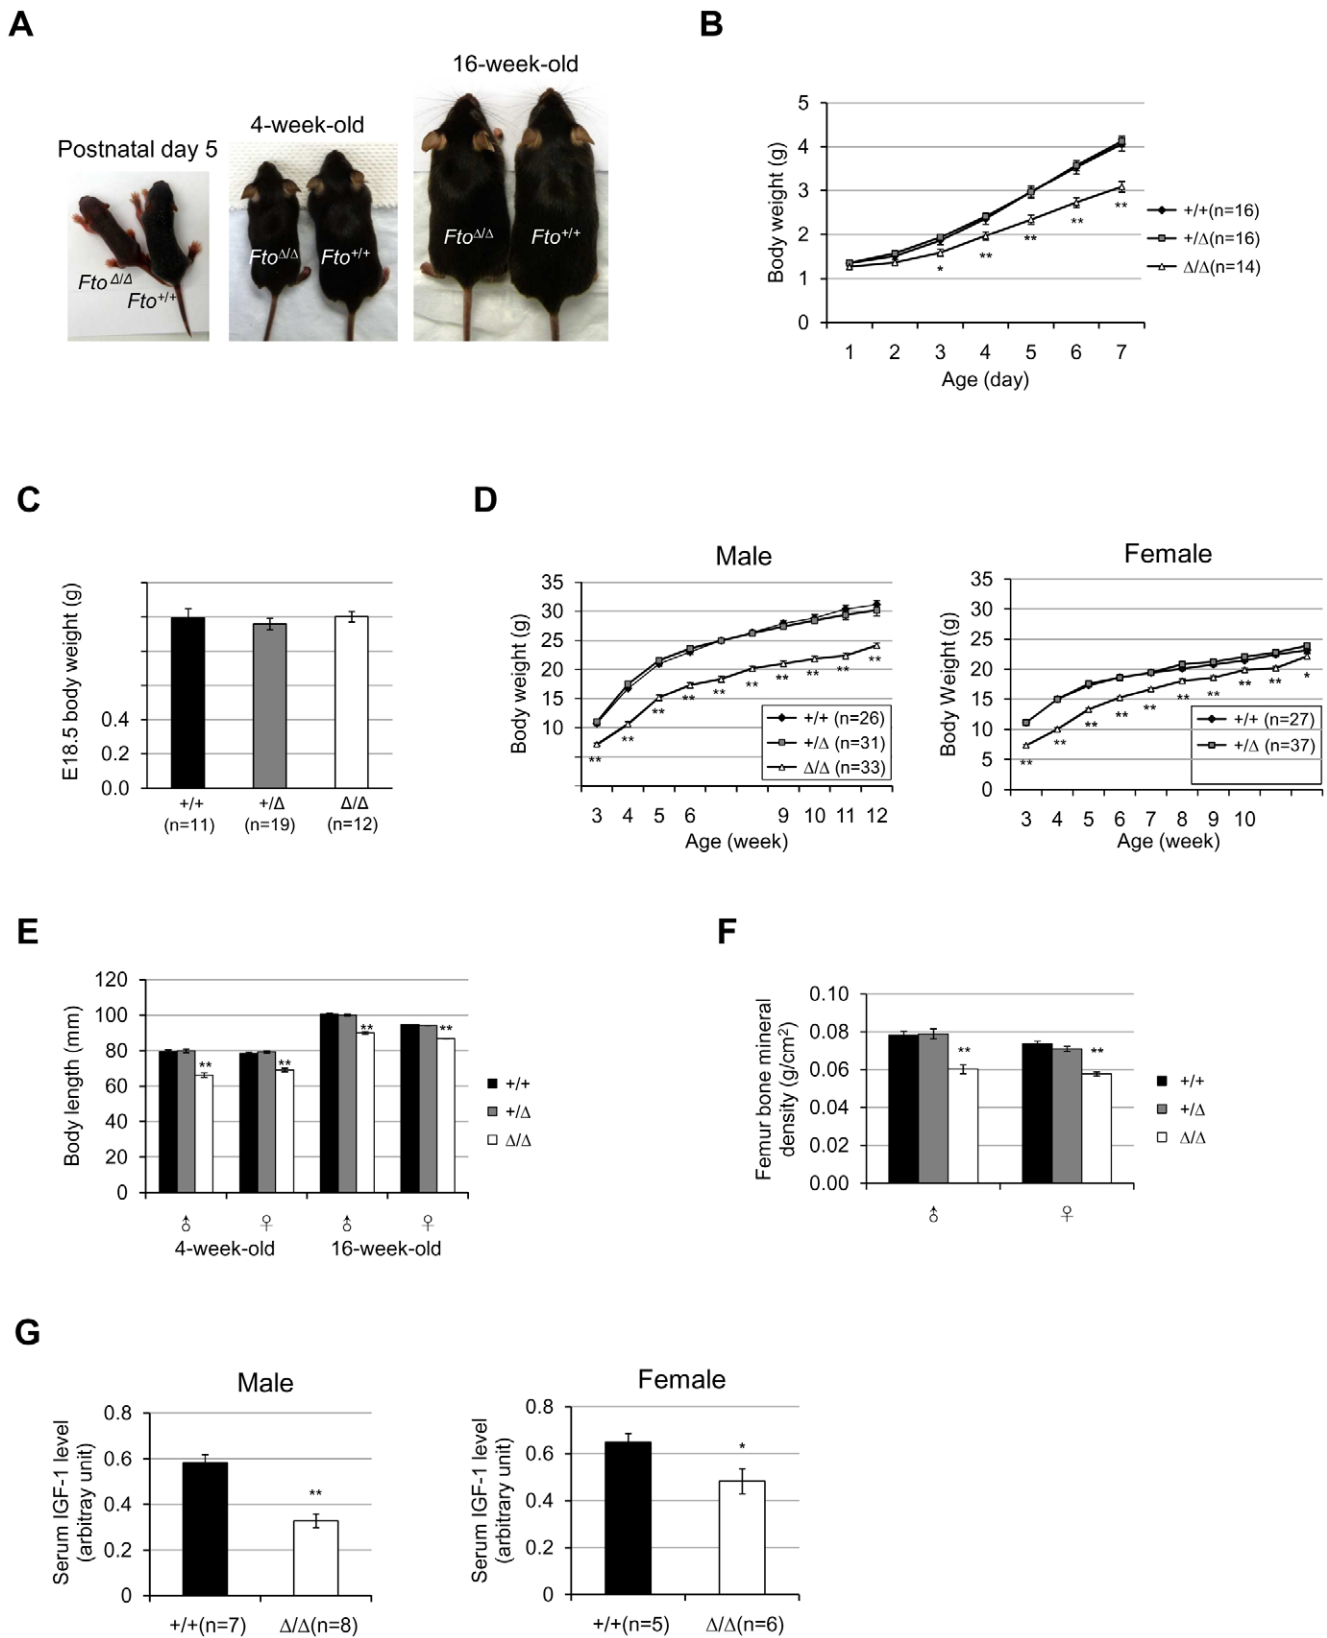 A
16-week-old
4-week-old
Postnatal day 5
Fto Δ/Δ
Fto+/+
FtoΔ/Δ
Fto+/+
FtoΔ/Δ
Fto+/+
B
Body weight (g)
5
4
3
2
1
0
* ** ** ** **
1 2 3 4 5 6 7
Age (day)
+/+(n=16)
+/Δ(n=16)
Δ/Δ(n=14)
C
E18.5 body weight (g)
0.4
0.2
0.0
+/+ +/Δ Δ/Δ
(n=11) (n=19) (n=12)
D
Male
Body weight (g)
35
30
25
20
15
10
** ** ** ** ** ** ** ** ** **
+/+ (n=26)
+/Δ (n=31)
Δ/Δ (n=33)
3 4 5 6 9 10 11 12
Age (week)
Female
Body Weight (g)
35
30
25
20
15
10
5
0
** ** ** ** ** ** ** ** ** *
+/+ (n=27)
+/Δ (n=37)
3 4 5 6 7 8 9 10
Age (week)
E
Body length (mm)
120
100
80
60
40
20
0
** ** ** **
♂ ♀ ♂ ♀
4-week-old 16-week-old
+/+
+/Δ
Δ/Δ
F
Femur bone mineral
density (g/cm2)
0.10
0.08
0.06
0.04
0.02
0.00
** **
♂ ♀
+/+
+/Δ
Δ/Δ
G
Male
Serum IGF-1 level
(arbitray unit)
0.8
0.6
0.4
0.2
0
**
+/+(n=7) Δ/Δ(n=8)
Female
Serum IGF-1 level
(arbitrary unit)
0.8
0.6
0.4
0.2
0
*
+/+(n=5) Δ/Δ(n=6)